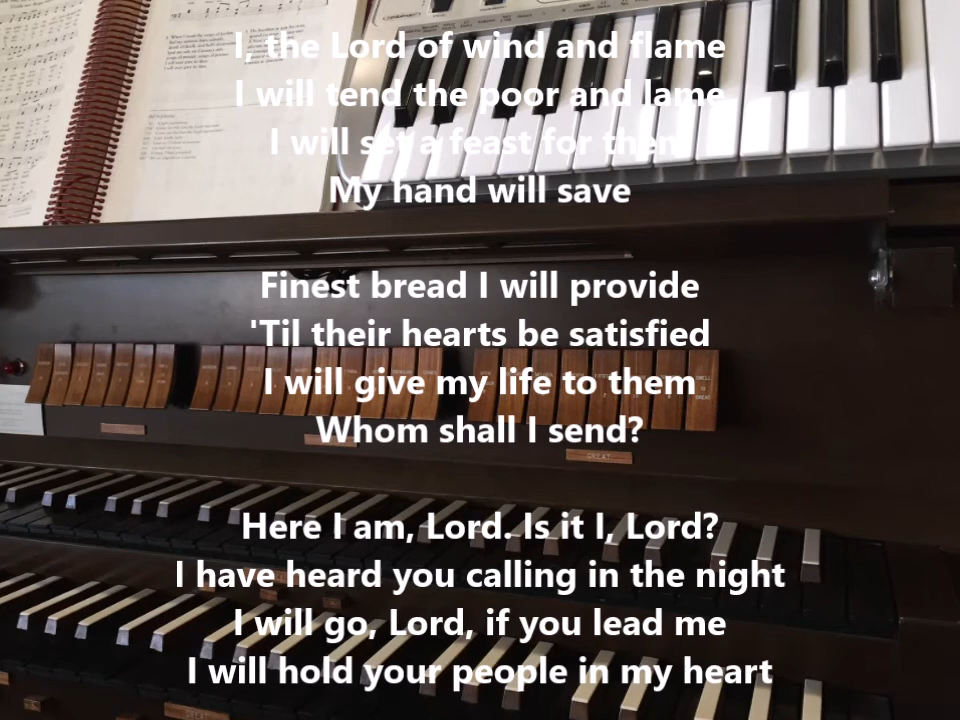 I, the Lord of wind and flame
I will tend the poor and lame
I will set a feast for them
My hand will save
Finest bread I will provide
'Til their hearts be satisfied
I will give my life to them
Whom shall I send?
GREAT
Here I am, Lord. Is it I, Lord?
I have heard you calling in the night
I will go, Lord, if you lead me
I will hold your people in my heart